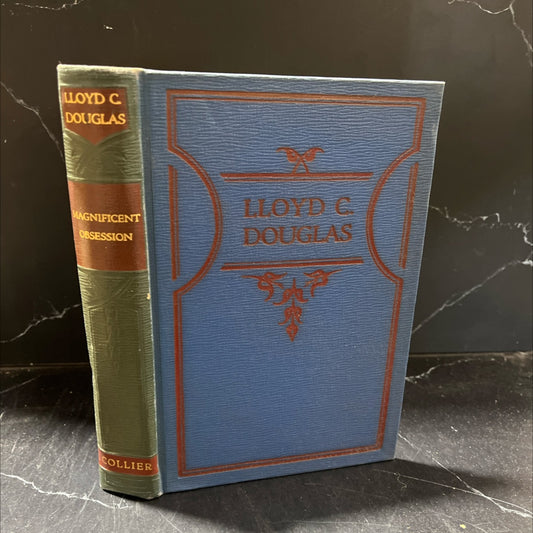 LLOYD C.
DOUGLAS
MAGNIFICENT
OBSESSION
COLLIER
LLOYD C.
DOUGLAS